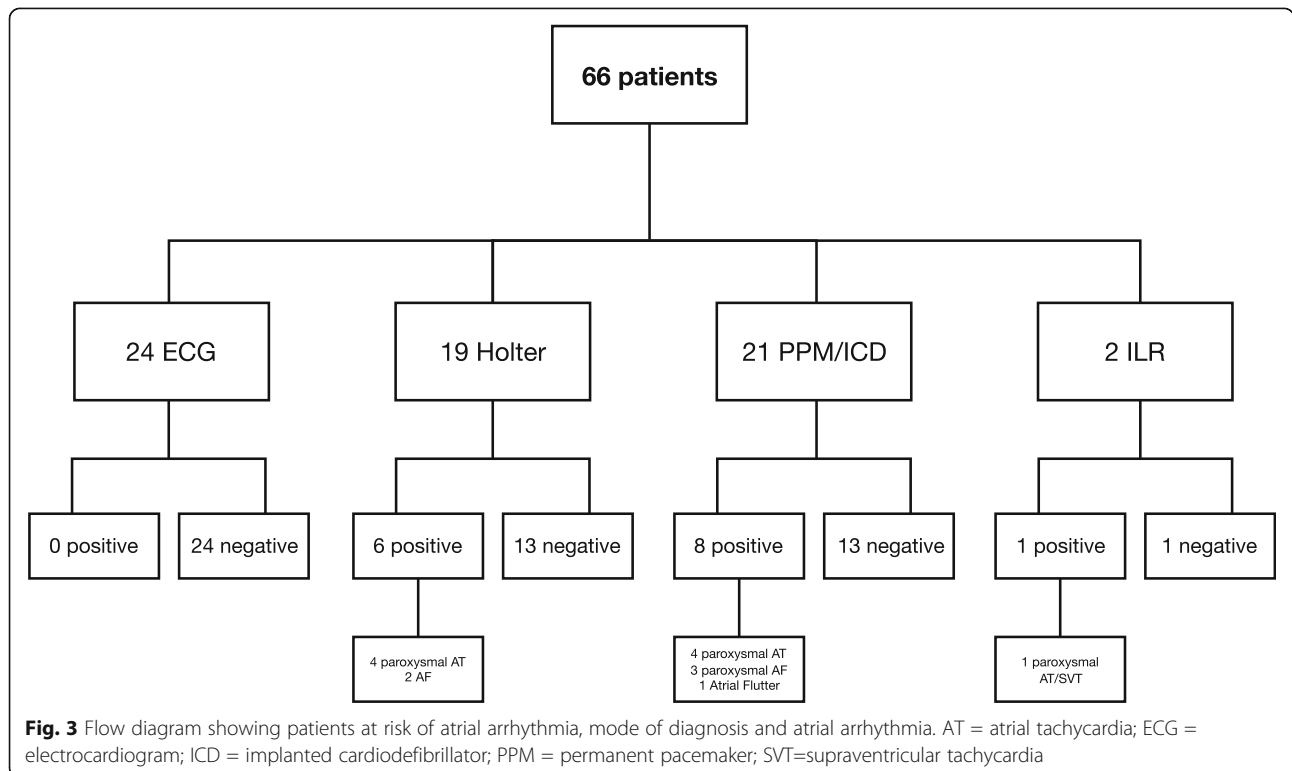 66 patients
24 ECG
19 Holter
21 PPM/ICD
2 ILR
0 positive
24 negative
6 positive
13 negative
8 positive
13 negative
1 positive
1 negative
4 paroxysmal AT
2 AF
4 paroxysmal AT
3 paroxysmal AF
1 Atrial Flutter
1 paroxysmal
AT/SVT
Fig. 3 Flow diagram showing patients at risk of atrial arrhythmia, mode of diagnosis and atrial arrhythmia. AT = atrial tachycardia; ECG =
electrocardiogram; ICD = implanted cardiodefibrillator; PPM = permanent pacemaker; SVT=supraventricular tachycardia